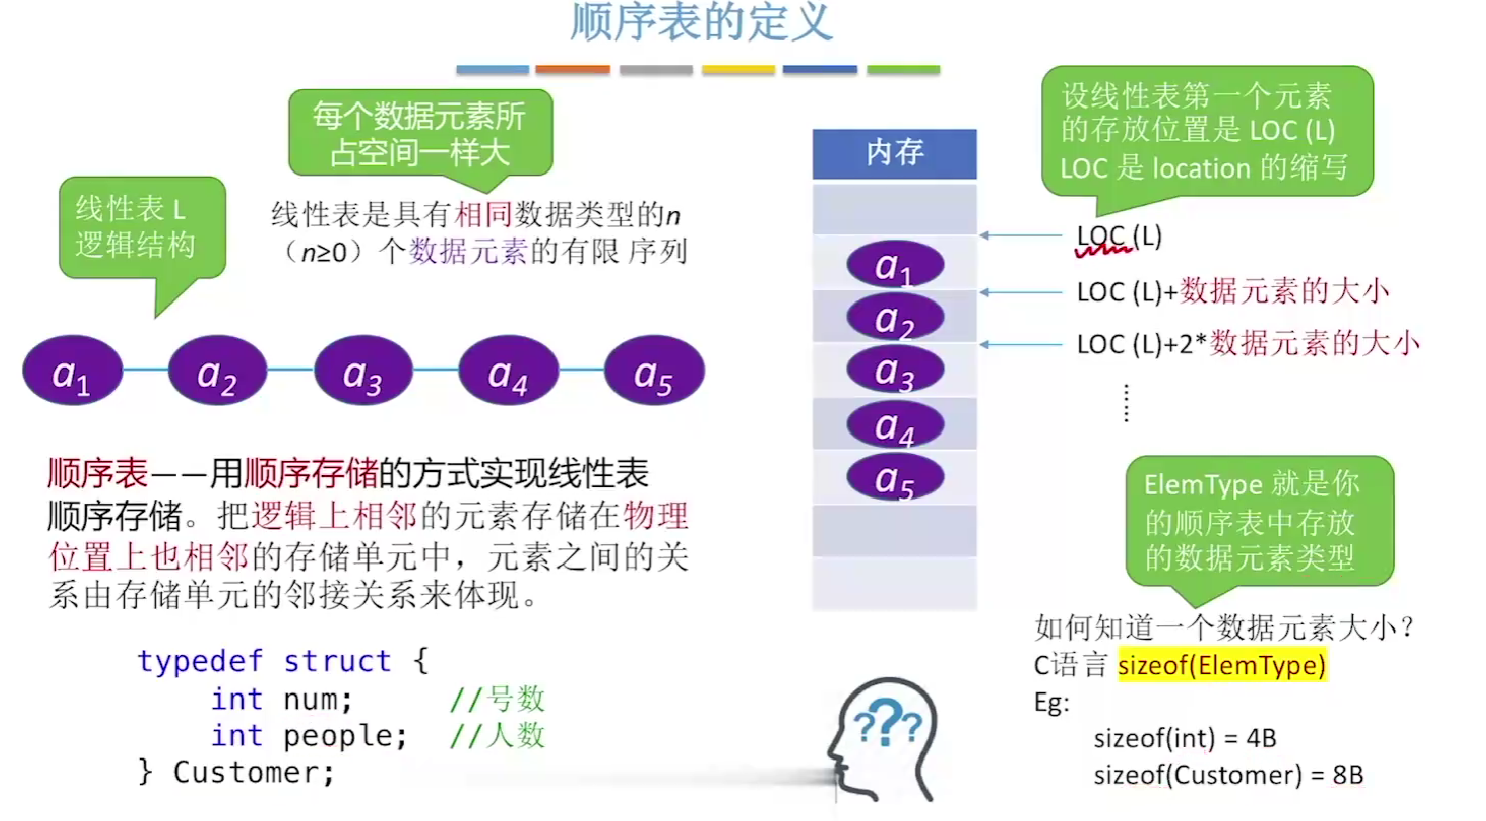 顺序表的定义
每个数据元素所
占空间一样大
线性表 L
逻辑结构
线性表是具有相同数据类型的n
（n≥0）个数据元素的有限 序列
a1 a2 a3 a4 a5
顺序表——用顺序存储的方式实现线性表
顺序存储。把逻辑上相邻的元素存储在物理
位置上也相邻的存储单元中，元素之间的关
系由存储单元的邻接关系来体现。
typedef struct {
int num; //号数
int people; //人数
} Customer;
内存
a1
a2
a3
a4
a5
设线性表第一个元素
的存放位置是 LOC (L)
LOC 是 location 的缩写
LOC (L)
LOC (L)+数据元素的大小
LOC (L)+2*数据元素的大小
ElemType 就是你
的顺序表中存放
的数据元素类型
如何知道一个数据元素大小？
C语言 sizeof(ElemType)
Eg:
sizeof(int) = 4B
sizeof(Customer) = 8B
???